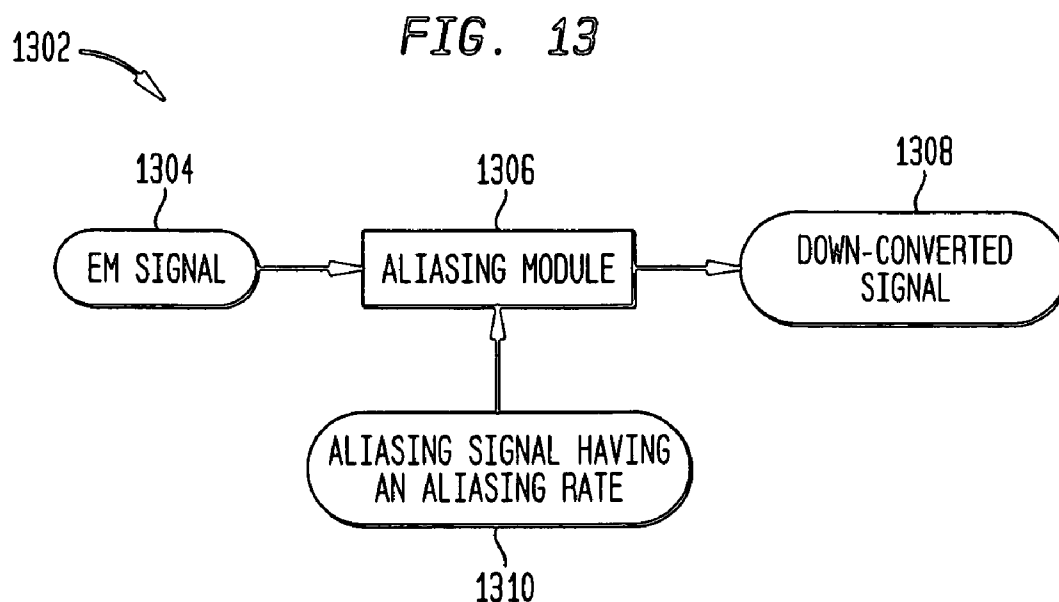 FIG. 13
1302
1304
1306
1308
EM SIGNAL
ALIASING MODULE
DOWN-CONVERTED
SIGNAL
ALIASING SIGNAL HAVING
AN ALIASING RATE
1310